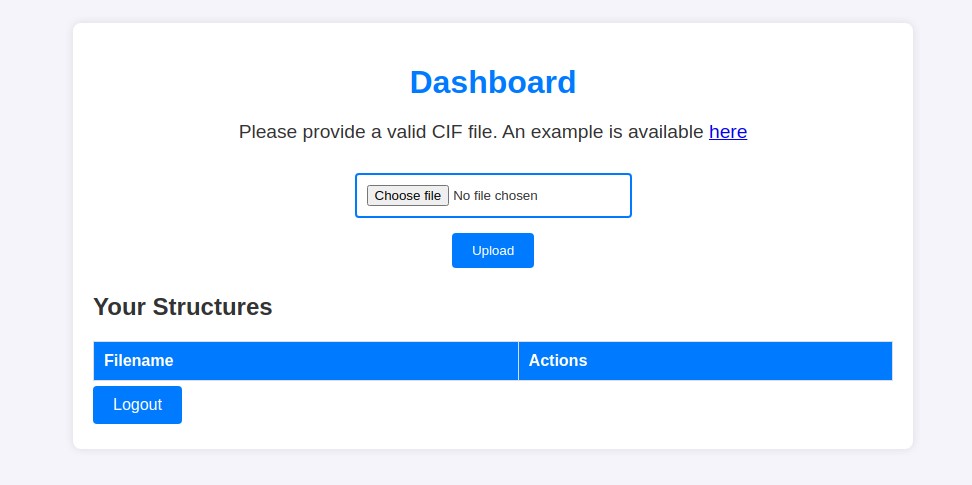 Dashboard
Please provide a valid CIF file. An example is available here
Choose file No file chosen
Upload
Your Structures
Filename Actions
Logout